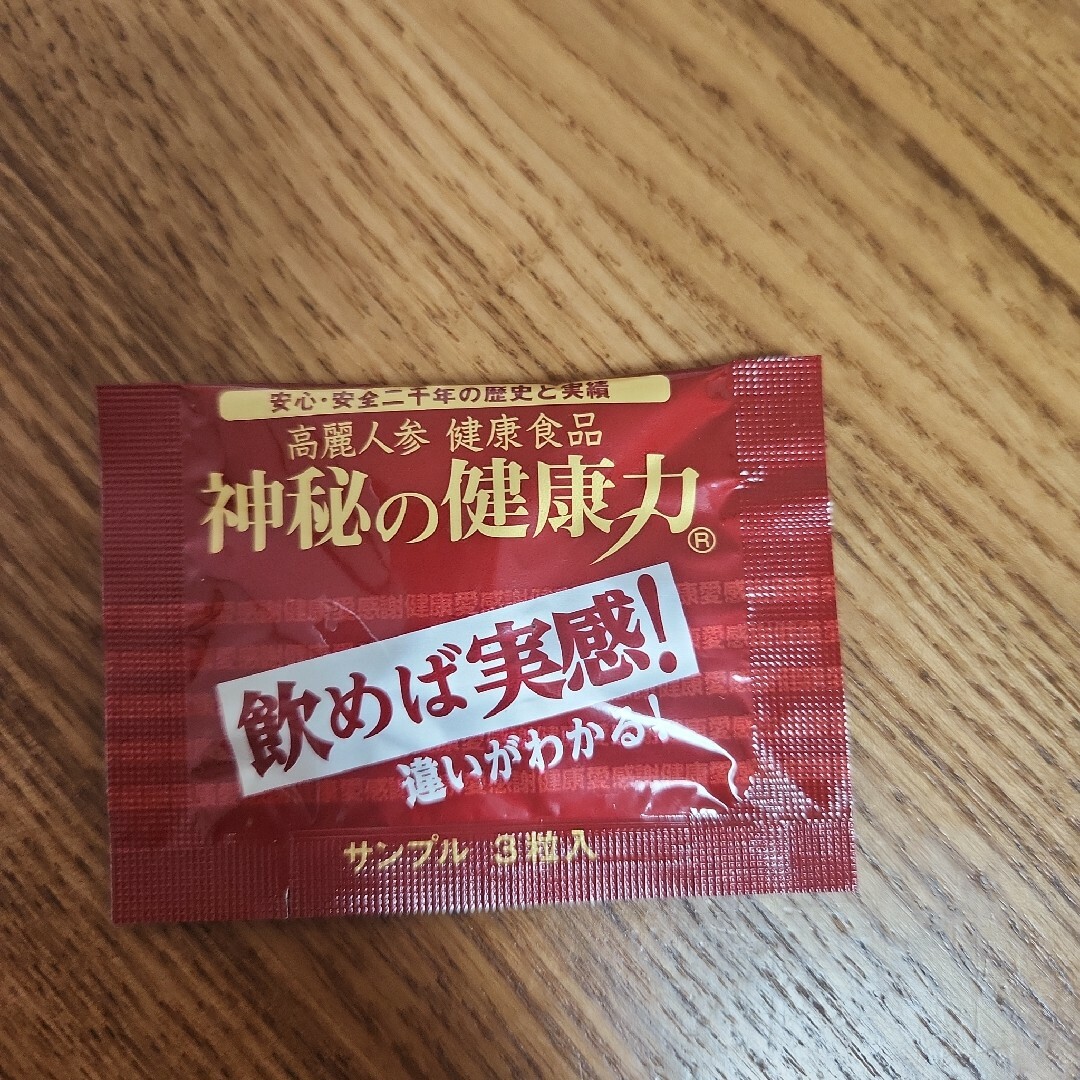 安心・安全二千年の歴史と実績
高麗人参 健康食品
神秘の健康力®
飲めば実感!
違いがわかる!
サンプル 3粒入